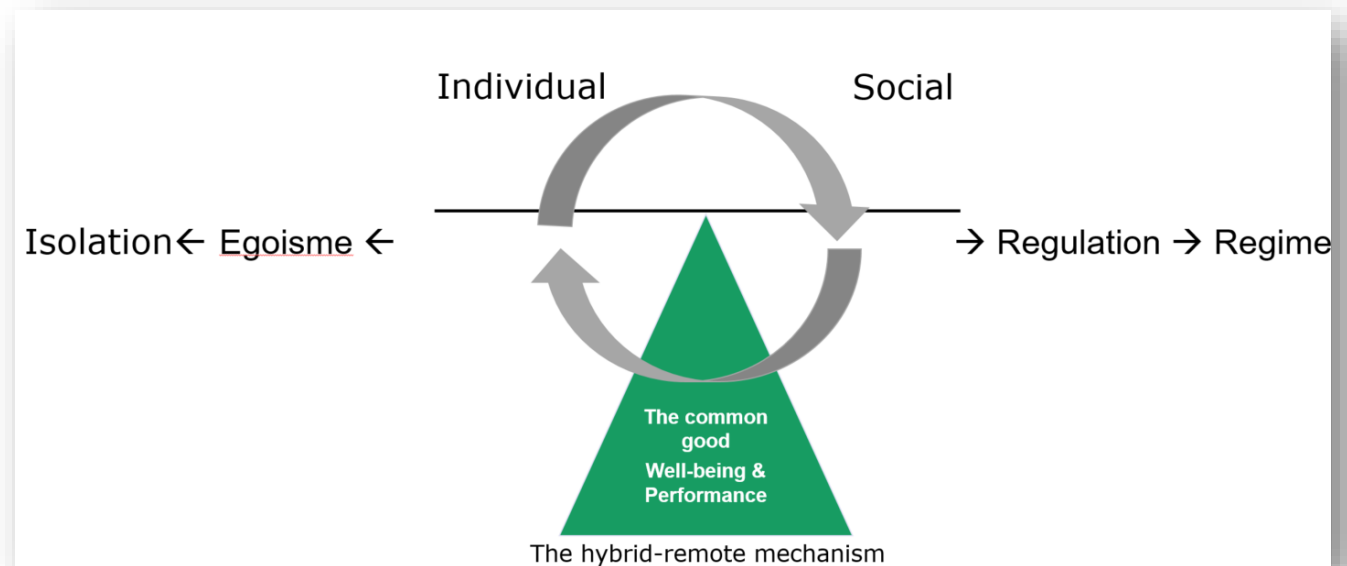 Individual
Social
Isolation← Egoisme ←
→ Regulation → Regime
The common
good
Well-being &
Performance
The hybrid-remote mechanism